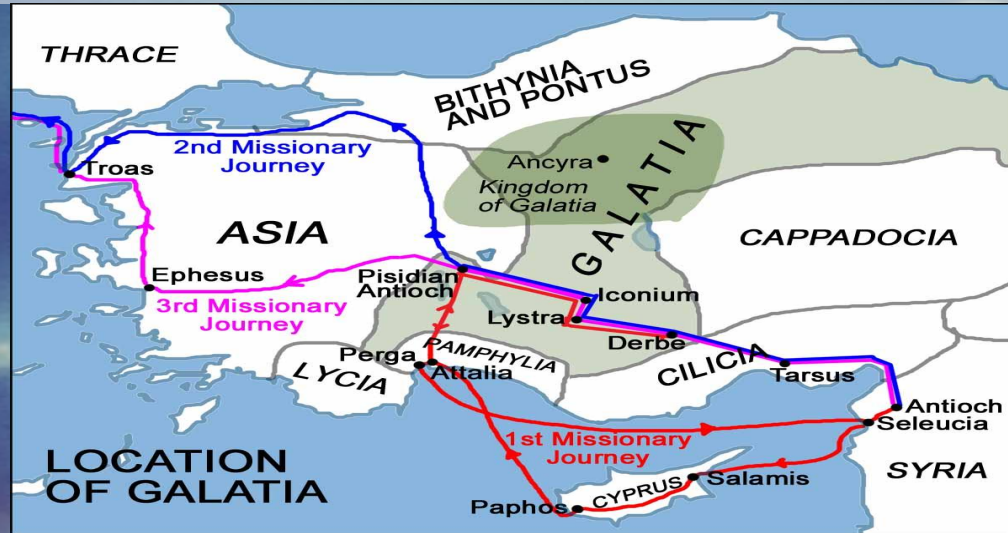 THRACE
BITHYNIA
AND PONTUS
2nd Missionary
Journey
Troas
Ancyra
Kingdom
of Galatia
GALATIA
ASIA
CAPPADOCIA
Ephesus
3rd Missionary
Journey
Pisidian
Antioch
Iconium
Lystra
Derbe
Perga
PAMPHYLIA
Attalia
LYCIA
CILICIA
Tarsus
Antioch
Seleucia
1st Missionary
Journey
SYRIA
LOCATION
OF GALATIA
CYPRUS
Salamis
Paphos